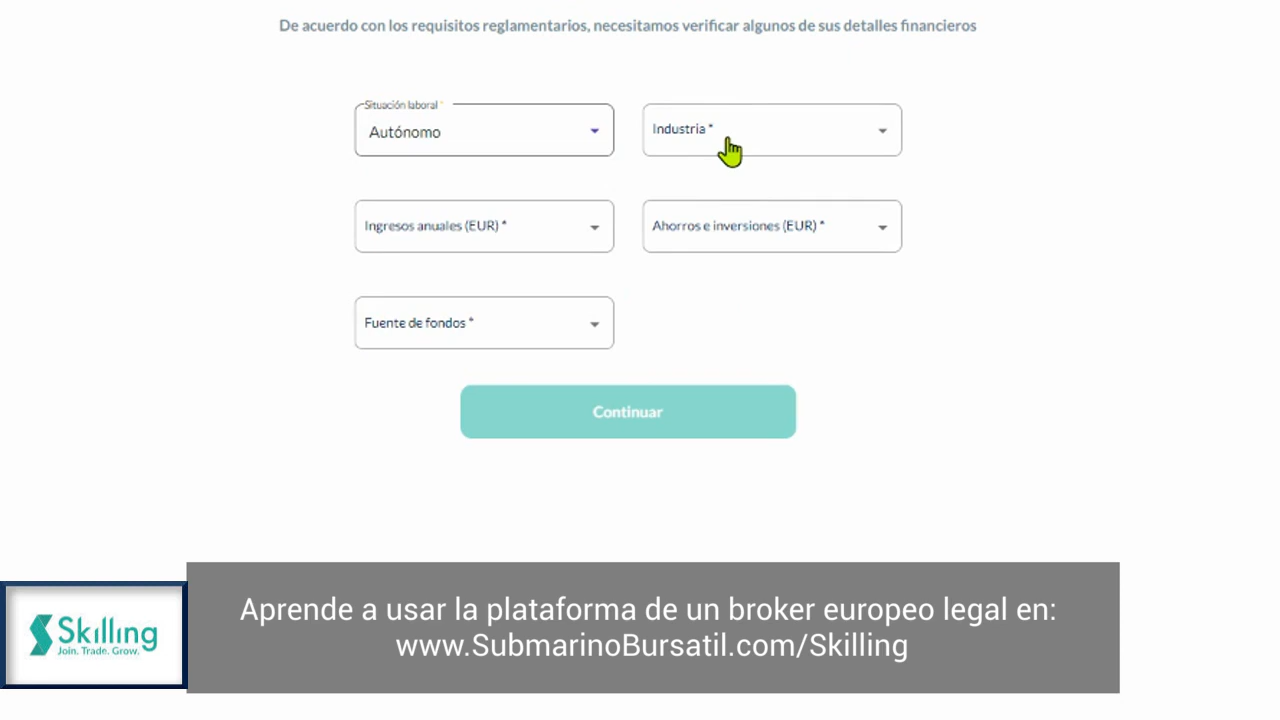 De acuerdo con los requisitos reglamentarios, necesitamos verificar algunos de sus detalles financieros
Situación laboral *
Autónomo
Industria *
Ingresos anuales (EUR) *
Ahorros e inversiones (EUR) *
Fuente de fondos *
Continuar
Skilling
Join. Trade. Grow.
Aprende a usar la plataforma de un broker europeo legal en:
www.SubmarinoBursatil.com/Skilling